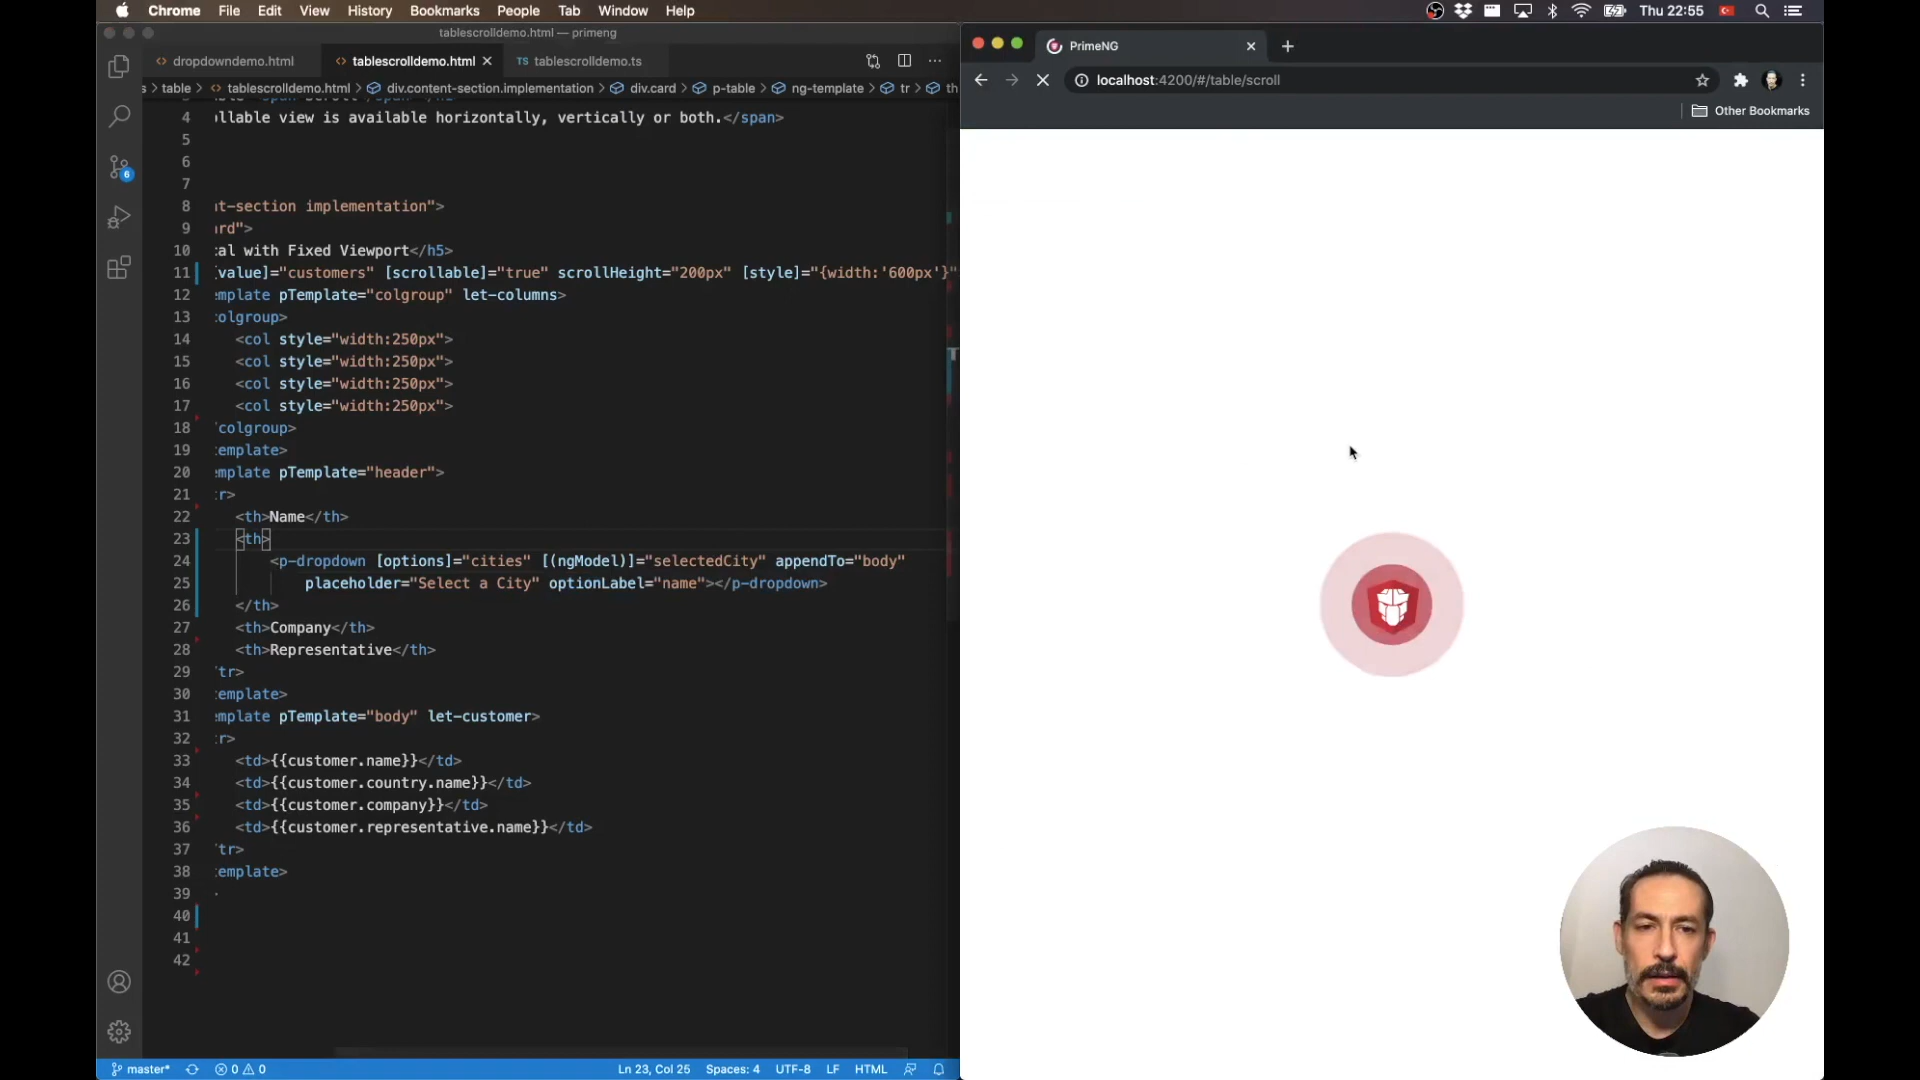 Chrome File Edit View History Bookmarks People Tab Window Help
Thu 22:55
tablescrolldemo.html — primeng
dropdowndemo.html
tablescrolldemo.html
TS tablescrolldemo.ts
s > table > tablescrolldemo.html > div.content-section.implementation > div.card > p-table > ng-template > tr > th
4 llable view is available horizontally, vertically or both.</span>
5
6
7
8 nt-section implementation">
9 ard">
10 cal with Fixed Viewport</h5>
11 [value]="customers" [scrollable]="true" scrollHeight="200px" [style]="{width:'600px'}"
12 emplate pTemplate="colgroup" let-columns>
13 colgroup>
14 <col style="width:250px">
15 <col style="width:250px">
16 <col style="width:250px">
17 <col style="width:250px">
18 /colgroup>
19 template>
20 emplate pTemplate="header">
21 tr>
22 <th>Name</th>
23 <th>
24 <p-dropdown [options]="cities" [(ngModel)]="selectedCity" appendTo="body"
25 placeholder="Select a City" optionLabel="name"></p-dropdown>
26 </th>
27 <th>Company</th>
28 <th>Representative</th>
29 /tr>
30 template>
31 emplate pTemplate="body" let-customer>
32 tr>
33 <td>{{customer.name}}</td>
34 <td>{{customer.country.name}}</td>
35 <td>{{customer.company}}</td>
36 <td>{{customer.representative.name}}</td>
37 /tr>
38 template>
39
40
41
42
master* 0 0 Ln 23, Col 25 Spaces: 4 UTF-8 LF HTML
6
PrimeNG
localhost:4200/#/table/scroll
Other Bookmarks